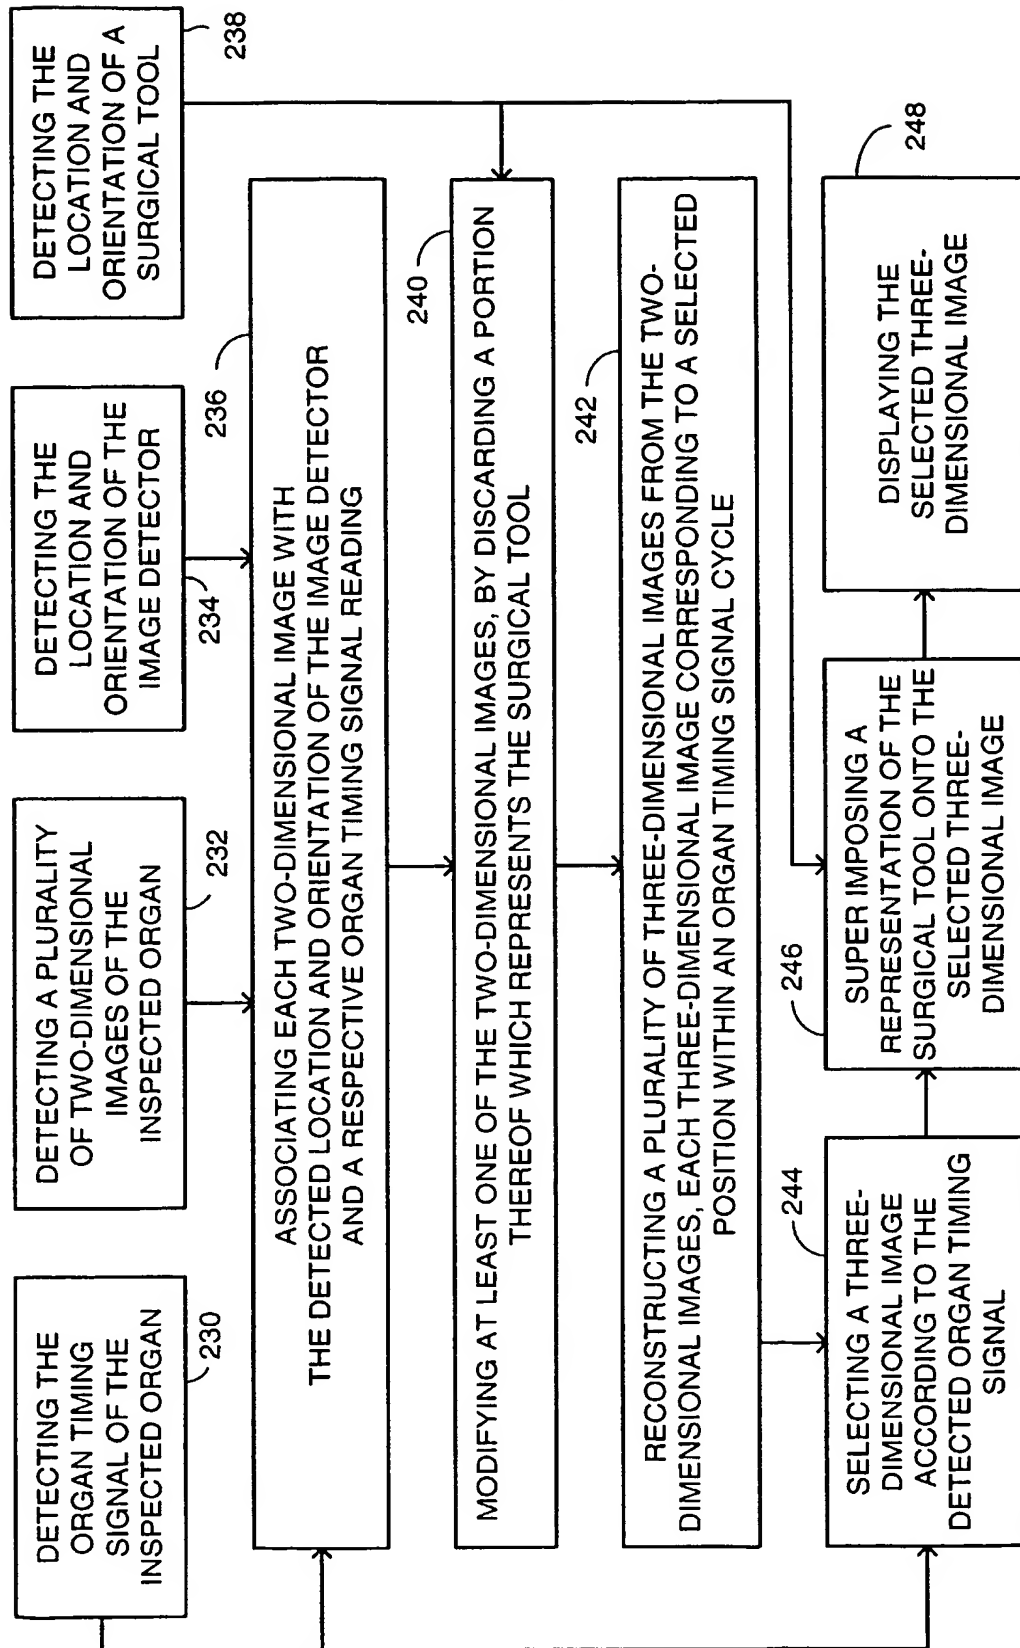 DETECTING THE
ORGAN TIMING
SIGNAL OF THE
INSPECTED ORGAN
230
DETECTING A PLURALITY
OF TWO-DIMENSIONAL
IMAGES OF THE
INSPECTED ORGAN
232
DETECTING THE
LOCATION AND
ORIENTATION OF THE
IMAGE DETECTOR
234
DETECTING THE
LOCATION AND
ORIENTATION OF A
SURGICAL TOOL
238
236
ASSOCIATING EACH TWO-DIMENSIONAL IMAGE WITH
THE DETECTED LOCATION AND ORIENTATION OF THE IMAGE DETECTOR
AND A RESPECTIVE ORGAN TIMING SIGNAL READING
240
MODIFYING AT LEAST ONE OF THE TWO-DIMENSIONAL IMAGES, BY DISCARDING A PORTION
THEREOF WHICH REPRESENTS THE SURGICAL TOOL
242
RECONSTRUCTING A PLURALITY OF THREE-DIMENSIONAL IMAGES FROM THE TWO-
DIMENSIONAL IMAGES, EACH THREE-DIMENSIONAL IMAGE CORRESPONDING TO A SELECTED
POSITION WITHIN AN ORGAN TIMING SIGNAL CYCLE
244
SELECTING A THREE-
DIMENSIONAL IMAGE
ACCORDING TO THE
DETECTED ORGAN TIMING
SIGNAL
246
SUPER IMPOSING A
REPRESENTATION OF THE
SURGICAL TOOL ONTO THE
SELECTED THREE-
DIMENSIONAL IMAGE
248
DISPLAYING THE
SELECTED THREE-
DIMENSIONAL IMAGE